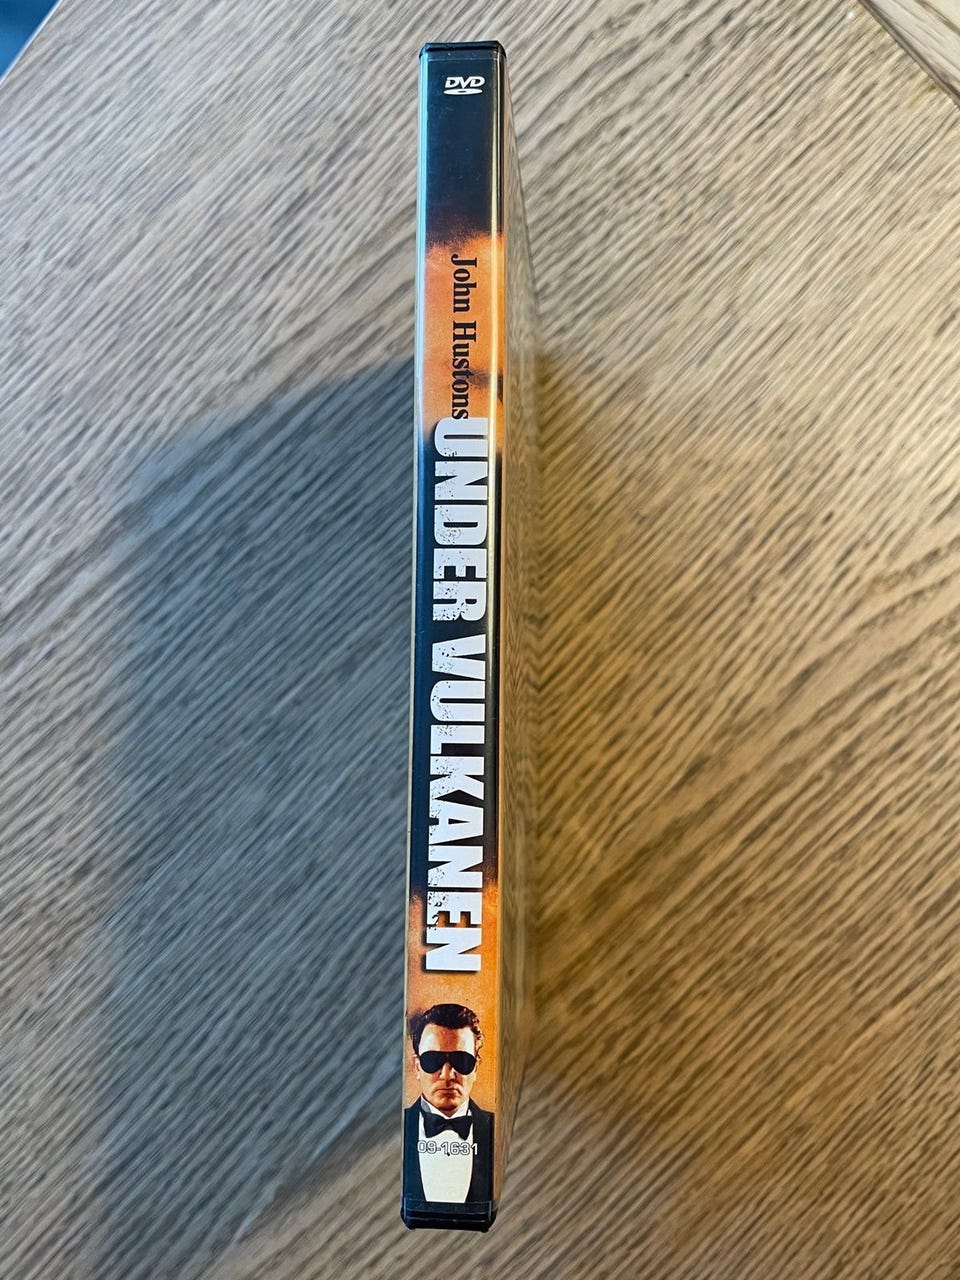 DVD
John Hustons
UNDER VULKANEN
09-1631